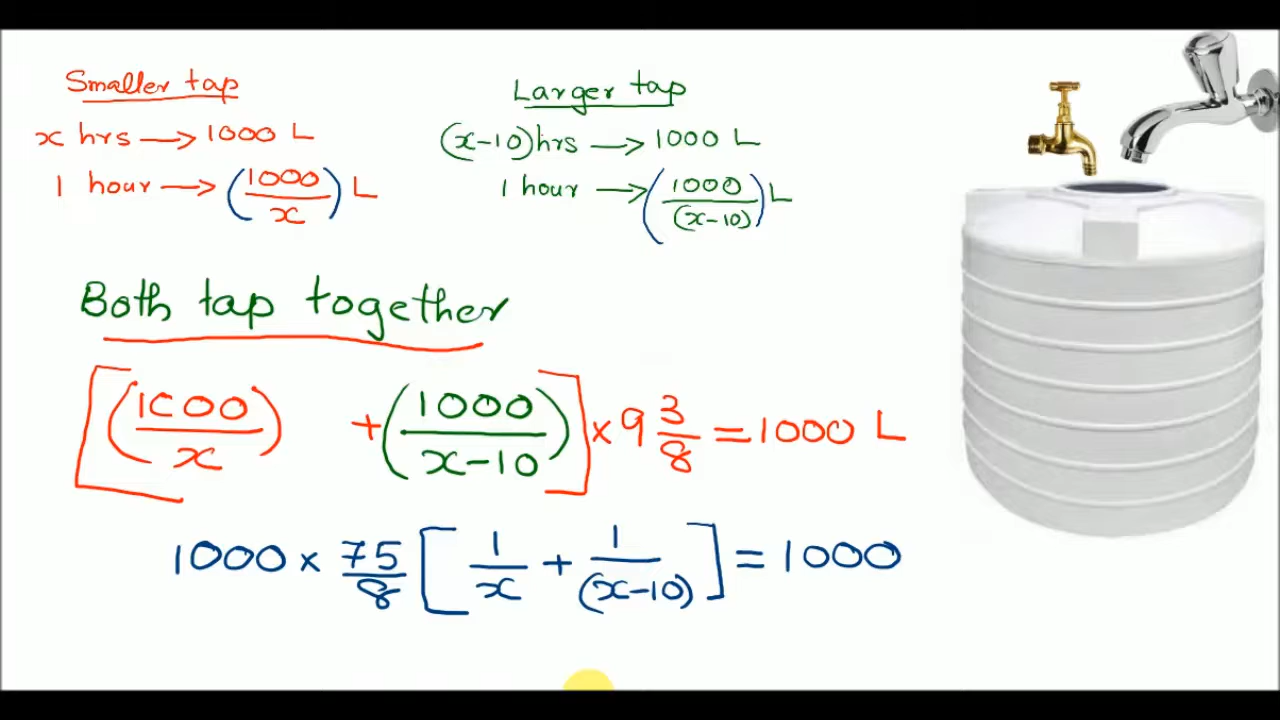 Smaller tap
x hrs → 1000 L
1 hour → (1000/x) L
Larger tap
(x-10)hrs → 1000 L
1 hour → (1000/(x-10)) L
Both tap together
[(1000/x) + (1000/x-10)] × 9 3/8 = 1000 L
1000 × 75/8 [1/x + 1/(x-10)] = 1000